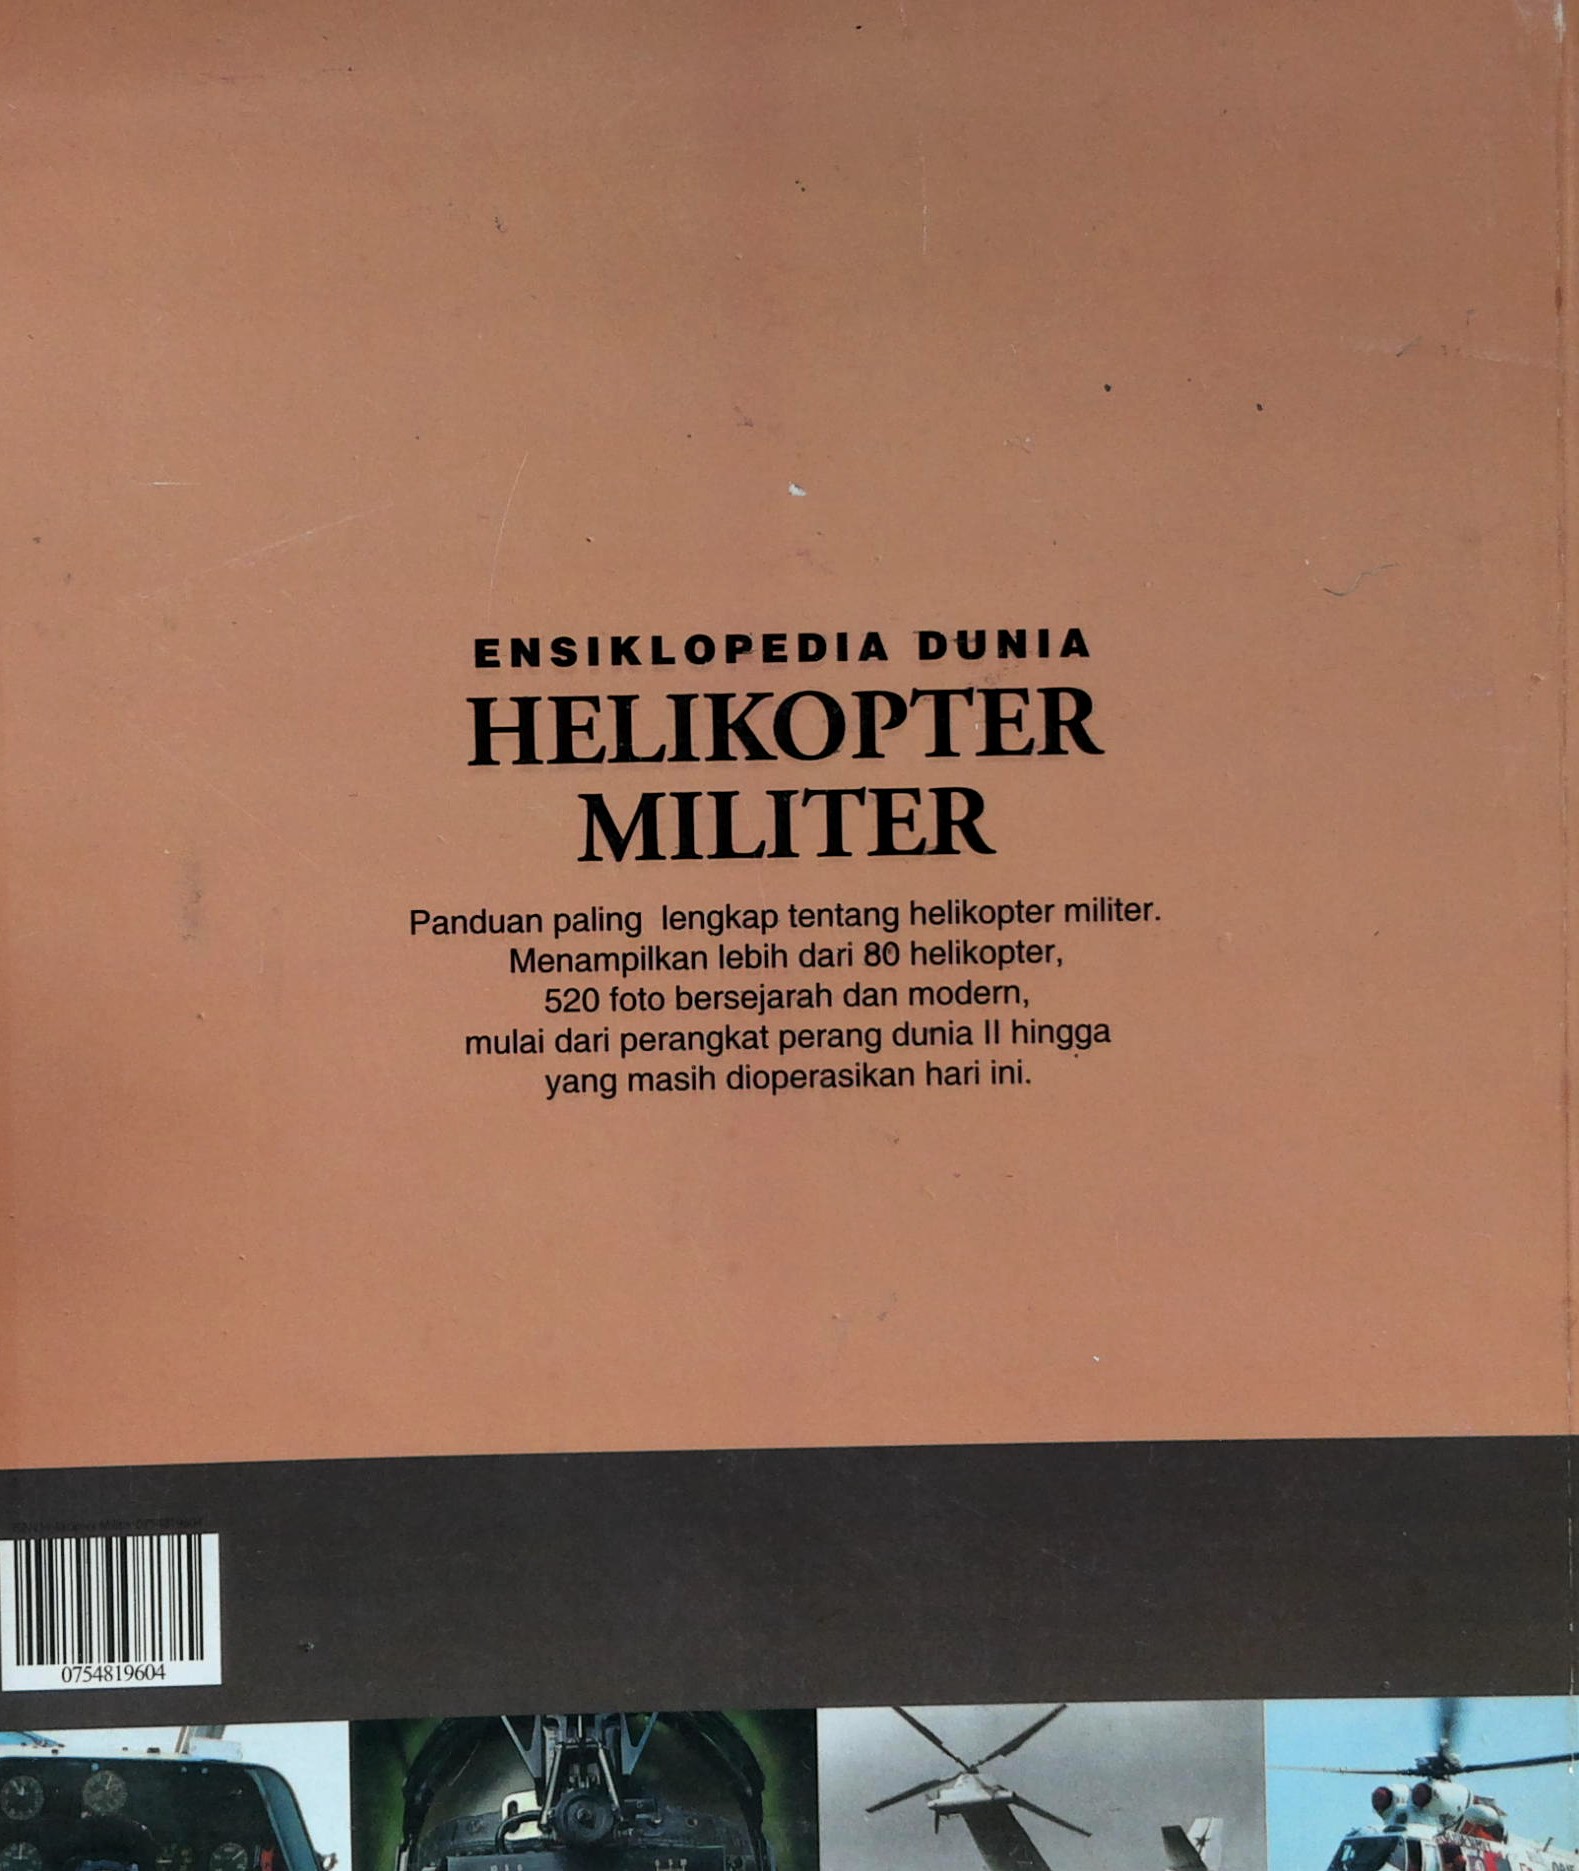 ENSIKLOPEDIA DUNIA
HELIKOPTER
MILITER
Panduan paling lengkap tentang helikopter militer.
Menampilkan lebih dari 80 helikopter,
520 foto bersejarah dan modern,
mulai dari perangkat perang dunia II hingga
yang masih dioperasikan hari ini.
0754819604